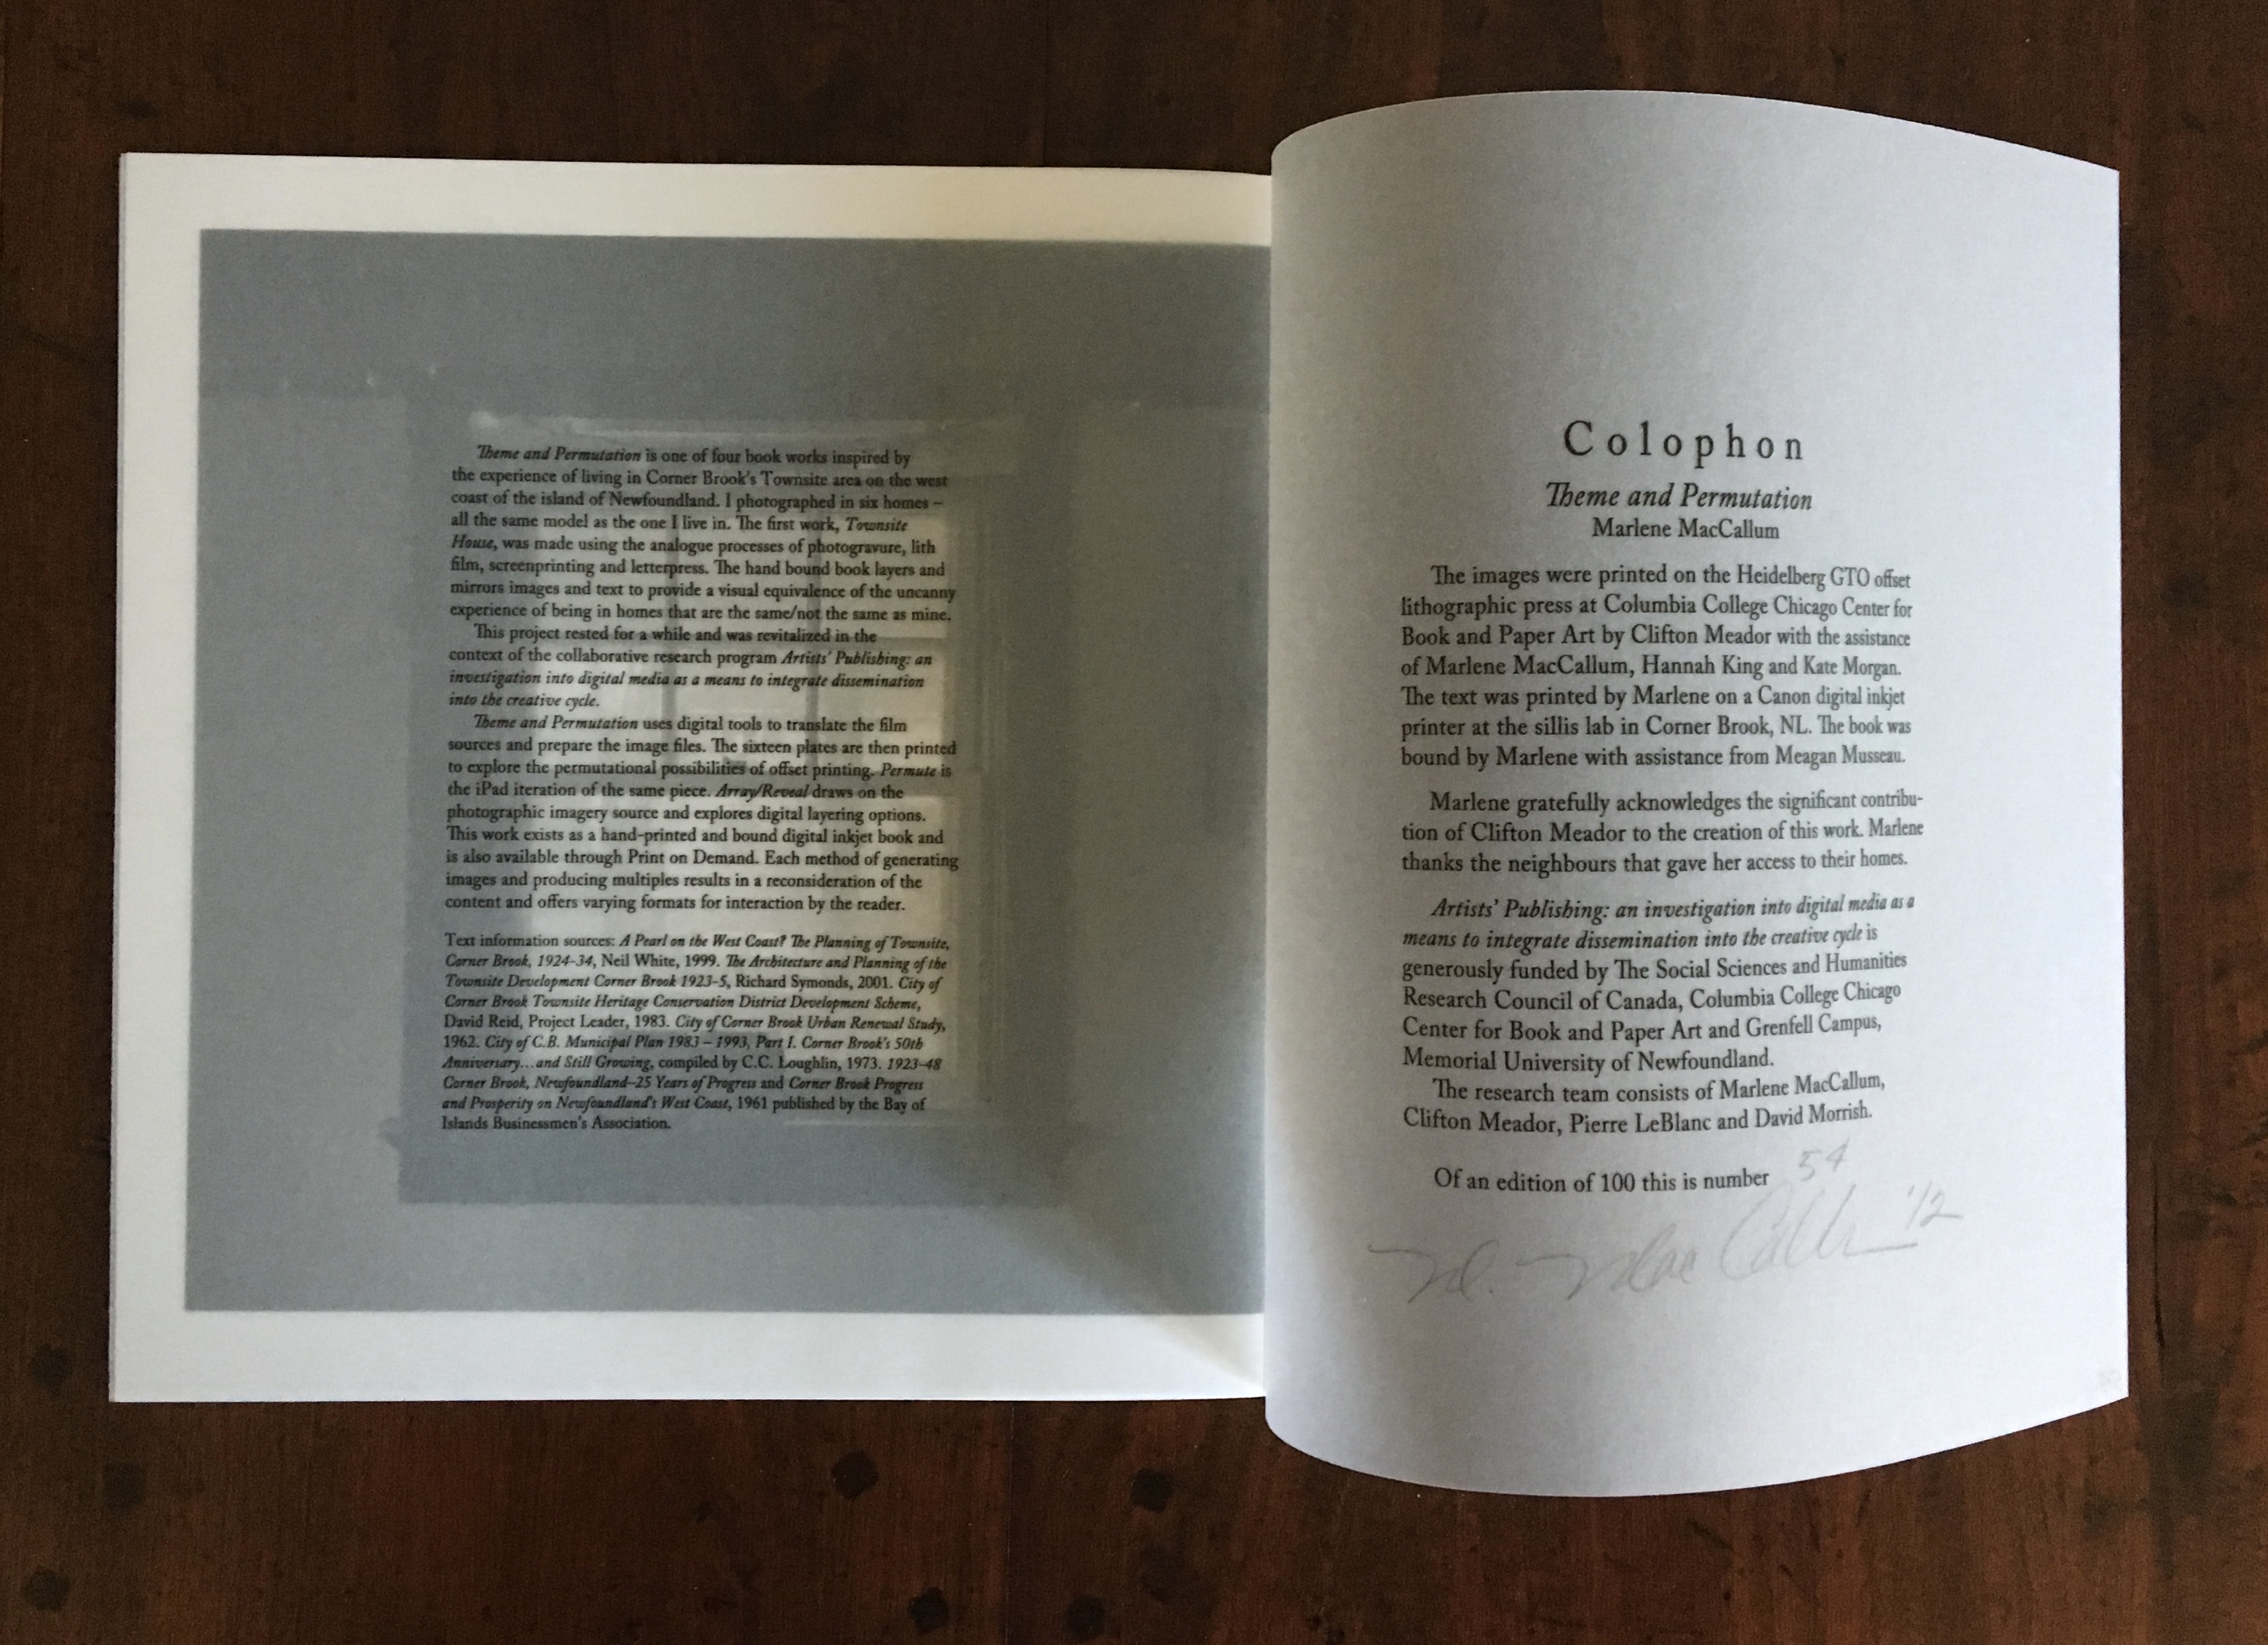 Theme and Permutation is one of four book works inspired by
the experience of living in Corner Brook's Townsite area on the west
coast of the island of Newfoundland. I photographed in six homes –
all the same model as the one I live in. The first work, Townsite
House, was made using the analogue processes of photogravure, lith
film, screenprinting and letterpress. The hand bound book layers and
mirrors images and text to provide a visual equivalence of the uncanny
experience of being in homes that are the same/not the same as mine.
This project rested for a while and was revitalized in the
context of the collaborative research program Artists' Publishing: an
investigation into digital media as a means to integrate dissemination
into the creative cycle.
Theme and Permutation uses digital tools to translate the film
sources and prepare the image files. The sixteen plates are then printed
to explore the permutational possibilities of offset printing. Permute is
the iPad iteration of the same piece. Array/Reveal draws on the
photographic imagery source and explores digital layering options.
This work exists as a hand-printed and bound digital inkjet book and
is also available through Print on Demand. Each method of generating
images and producing multiples results in a reconsideration of the
content and offers varying formats for interaction by the reader.
Text information sources: A Pearl on the West Coast? The Planning of Townsite,
Corner Brook, 1924–34, Neil White, 1999. The Architecture and Planning of the
Townsite Development Corner Brook 1923–5, Richard Symonds, 2001. City of
Corner Brook Townsite Heritage Conservation District Development Scheme,
David Reid, Project Leader, 1983. City of Corner Brook Urban Renewal Study,
1962. City of C.B. Municipal Plan 1983 – 1993, Part I. Corner Brook's 50th
Anniversary…and Still Growing, compiled by C.C. Loughlin, 1973. 1923–48
Corner Brook, Newfoundland–25 Years of Progress and Corner Brook Progress
and Prosperity on Newfoundland's West Coast, 1961 published by the Bay of
Islands Businessmen's Association.
Colophon
Theme and Permutation
Marlene MacCallum
The images were printed on the Heidelberg GTO offset
lithographic press at Columbia College Chicago Center for
Book and Paper Art by Clifton Meador with the assistance
of Marlene MacCallum, Hannah King and Kate Morgan.
The text was printed by Marlene on a Canon digital inkjet
printer at the sillis lab in Corner Brook, NL. The book was
bound by Marlene with assistance from Meagan Musseau.
Marlene gratefully acknowledges the significant contribu-
tion of Clifton Meador to the creation of this work. Marlene
thanks the neighbours that gave her access to their homes.
Artists' Publishing: an investigation into digital media as a
means to integrate dissemination into the creative cycle is
generously funded by The Social Sciences and Humanities
Research Council of Canada, Columbia College Chicago
Center for Book and Paper Art and Grenfell Campus,
Memorial University of Newfoundland.
The research team consists of Marlene MacCallum,
Clifton Meador, Pierre LeBlanc and David Morrish.
Of an edition of 100 this is number 54
M. MacCallum '12